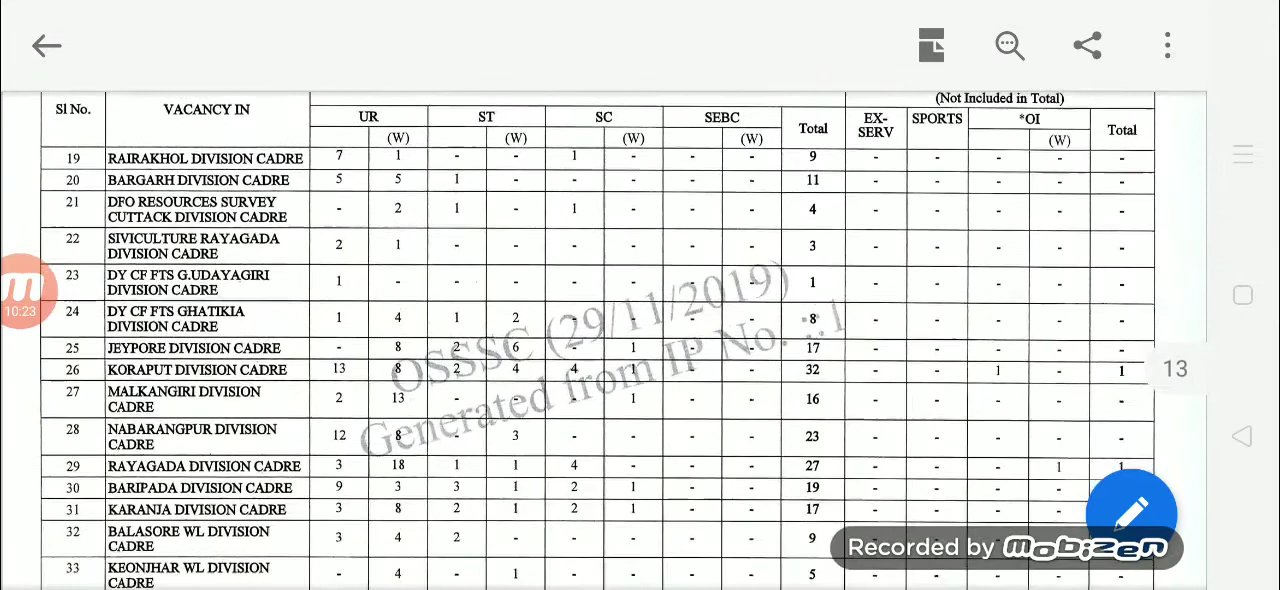 (Not Included in Total)
Sl No. VACANCY IN UR ST SC SEBC Total EX-SERV SPORTS *OI Total
(W) (W) (W) (W) (W)
19 RAIRAKHOL DIVISION CADRE 7 1 - - 1 - - - 9 - - - - -
20 BARGARH DIVISION CADRE 5 5 1 - - - - - 11 - - - - -
21 DFO RESOURCES SURVEY
CUTTACK DIVISION CADRE - 2 1 - 1 - - - 4 - - - - -
22 SIVICULTURE RAYAGADA
DIVISION CADRE 2 1 - - - - - - 3 - - - - -
23 DY CF FTS G.UDAYAGIRI
DIVISION CADRE 1 - - - - - - - 1 - - - - -
24 DY CF FTS GHATIKIA
DIVISION CADRE 1 4 1 2 - - - - 8 - - - - -
25 JEYPORE DIVISION CADRE - 8 2 6 - 1 - - 17 - - - - -
26 KORAPUT DIVISION CADRE 13 8 2 4 4 1 - - 32 - - 1 - 1
27 MALKANGIRI DIVISION
CADRE 2 13 - - - 1 - - 16 - - - - -
28 NABARANGPUR DIVISION
CADRE 12 8 - 3 - - - - 23 - - - - -
29 RAYAGADA DIVISION CADRE 3 18 1 1 4 - - - 27 - - - 1 1
30 BARIPADA DIVISION CADRE 9 3 3 1 2 1 - - 19 - - - -
31 KARANJA DIVISION CADRE 3 8 2 1 2 1 - - 17 - - - -
32 BALASORE WL DIVISION
CADRE 3 4 2 - - - - - 9 - - - -
33 KEONJHAR WL DIVISION
CADRE - 4 - 1 - - - - 5 - - - - -
OSSSC (29/11/2019)
Generated from IP No. ::1
13
10:23
Recorded by Mobizen